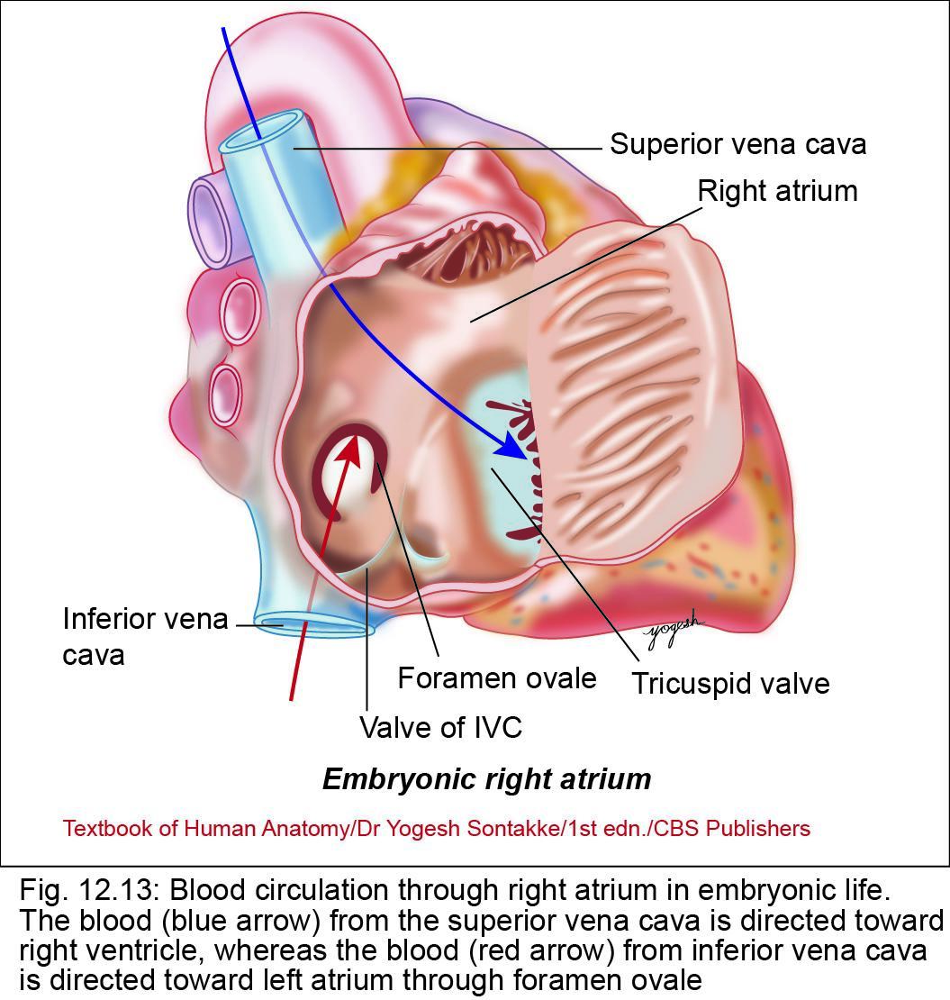 Superior vena cava
Right atrium
Inferior vena
cava
Foramen ovale
Tricuspid valve
yogesh
Valve of IVC
Embryonic right atrium
Textbook of Human Anatomy/Dr Yogesh Sontakke/1st edn./CBS Publishers
Fig. 12.13: Blood circulation through right atrium in embryonic life.
The blood (blue arrow) from the superior vena cava is directed toward
right ventricle, whereas the blood (red arrow) from inferior vena cava
is directed toward left atrium through foramen ovale